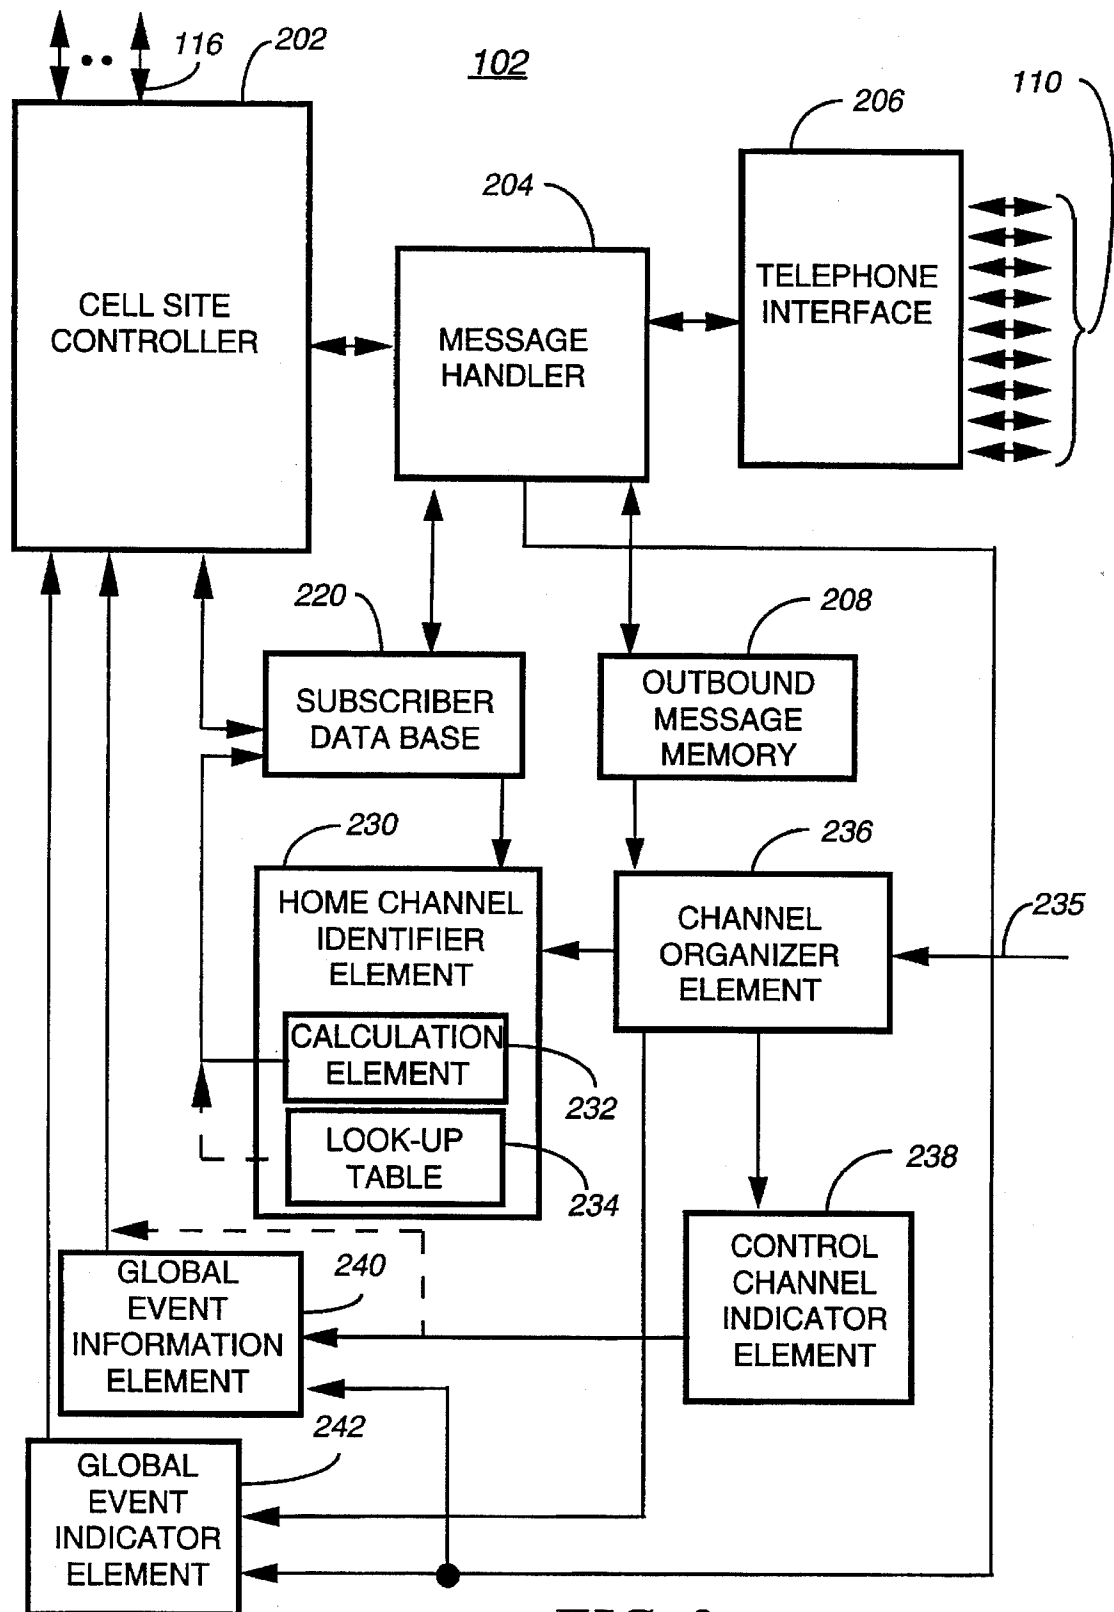 116
202
102
206
110
204
CELL SITE
CONTROLLER
MESSAGE
HANDLER
TELEPHONE
INTERFACE
220
208
SUBSCRIBER
DATA BASE
OUTBOUND
MESSAGE
MEMORY
230
236
HOME CHANNEL
IDENTIFIER
ELEMENT
CHANNEL
ORGANIZER
ELEMENT
235
CALCULATION
ELEMENT
232
LOOK-UP
TABLE
234
238
CONTROL
CHANNEL
INDICATOR
ELEMENT
240
GLOBAL
EVENT
INFORMATION
ELEMENT
242
GLOBAL
EVENT
INDICATOR
ELEMENT